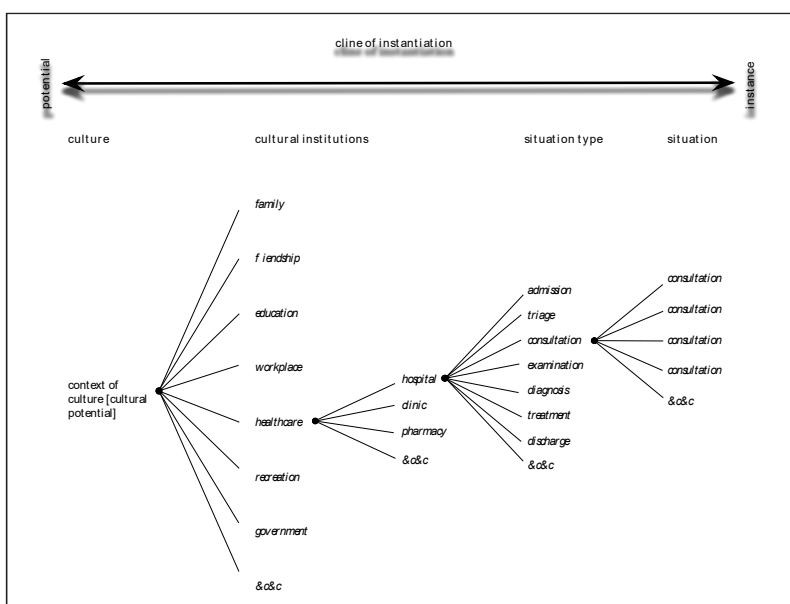 cline of instantiation
potential
instance
culture
cultural institutions
situation type
situation
family
f iendship
education
workplace
healthcare
recreation
government
&c&c
context of
culture [cultural
potential]
hospital
clinic
pharmacy
&c&c
admission
triage
consultation
examination
diagnosis
treatment
discharge
&c&c
consultation
consultation
consultation
consultation
&c&c